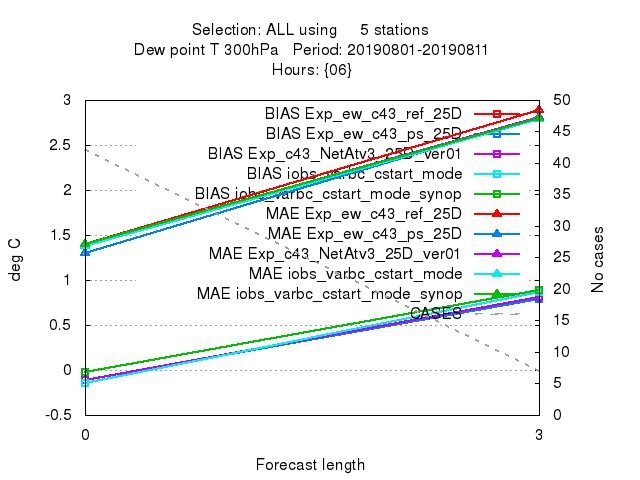 Selection: ALL using 5 stations
Dew point T 300hPa Period: 20190801-20190811
Hours: {06}
3
2.5
2
1.5
1
0.5
0
-0.5
deg C
BIAS Exp_ew_c43_ref_25D
BIAS Exp_ew_c43_ps_25D
BIAS Exp_c43_NetAtv3_25D_ver01
BIAS iobs_varbc_cstart_mode
BIAS iobs_varbc_cstart_mode_synop
MAE Exp_ew_c43_ref_25D
MAE Exp_ew_c43_ps_25D
MAE Exp_c43_NetAtv3_25D_ver01
MAE iobs_varbc_cstart_mode
MAE iobs_varbc_cstart_mode_synop
CASES
50
45
40
35
30
25
20
15
10
5
0
No cases
0 3
Forecast length